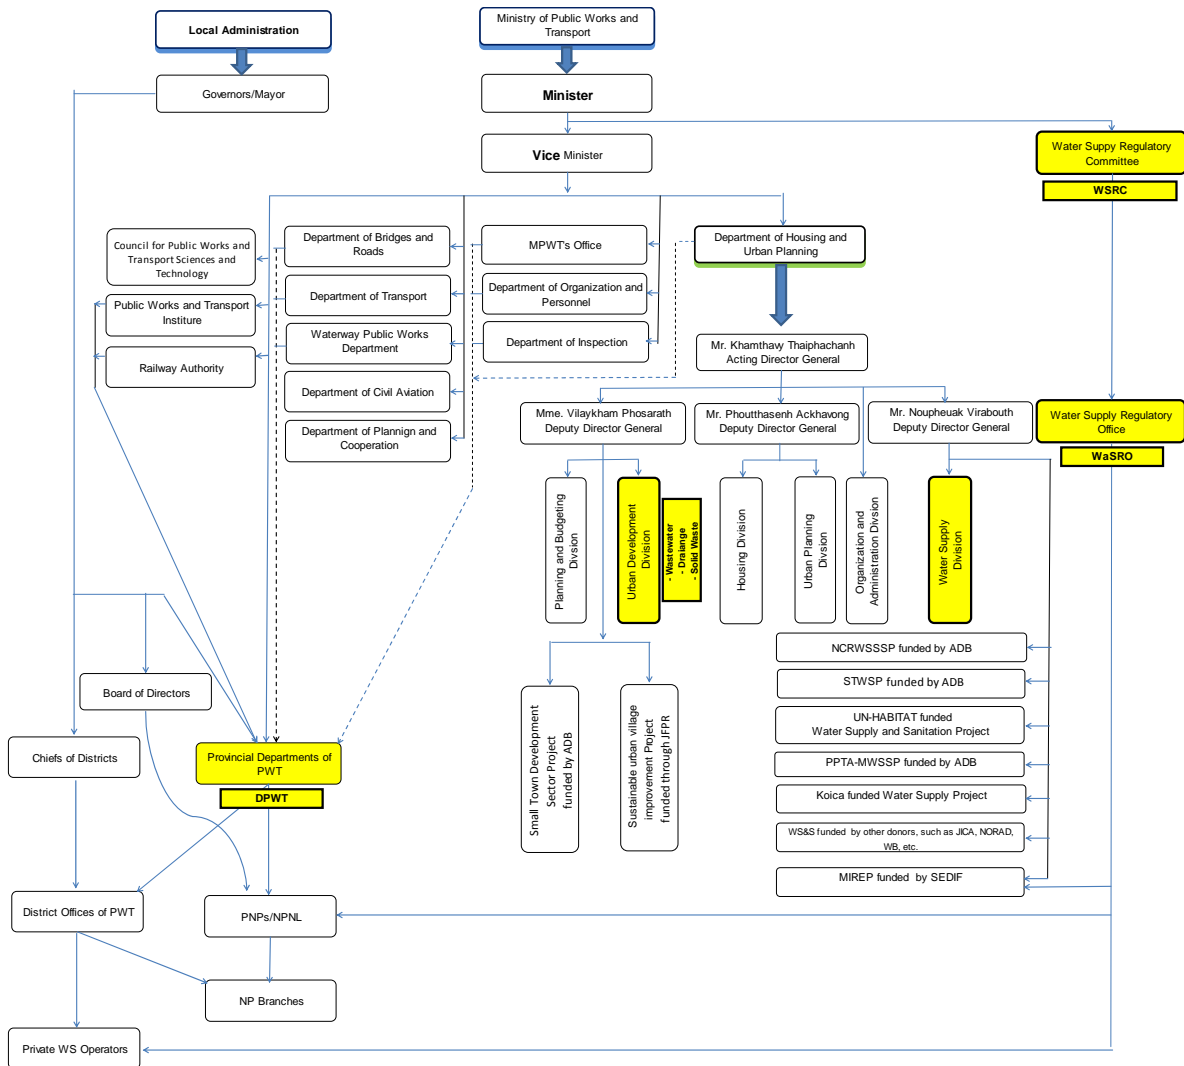 Local Administration
Ministry of Public Works and
Transport
Governors/Mayor
Minister
Vice Minister
Water Suppy Regulatory
Committee
WSRC
Council for Public Works and
Transport Sciences and
Technology
Department of Bridges and
Roads
MPWT's Office
Department of Housing and
Urban Planning
Public Works and Transport
Institure
Department of Transport
Department of Organization and
Personnel
Railway Authority
Waterway Public Works
Department
Department of Inspection
Mr. Khamthavy Thaiphachanh
Acting Director General
Department of Civil Aviation
Department of Plannign and
Cooperation
Mme. Vilaykham Phosarath
Deputy Director General
Mr. Phoutthasenh Ackhavong
Deputy Director General
Mr. Noupheuak Virabouth
Deputy Director General
Water Supply Regulatory
Office
WaSRO
Planning and Budgeting
Divsion
Urban Development
Division
- Wastewater
- Draiange
- Solid Waste
Housing Division
Urban Planning
Division
Organization and
Administration Division
Water Supply
Division
NCRWSSSP funded by ADB
STWSP funded by ADB
UN-HABITAT funded
Water Supply and Sanitation Project
PPTA-MWSSP funded by ADB
Koica funded Water Supply Project
WS&S funded by other donors, such as JICA, NORAD,
WB, etc.
MIREP funded by SEDIF
Small Town Development
Sector Project
funded by ADB
Sustainable urban village
improvement Project
funded through JFPR
Board of Directors
Chiefs of Districts
Provincial Departments of
PWT
DPWT
District Offices of PWT
PNPs/NPNL
NP Branches
Private WS Operators